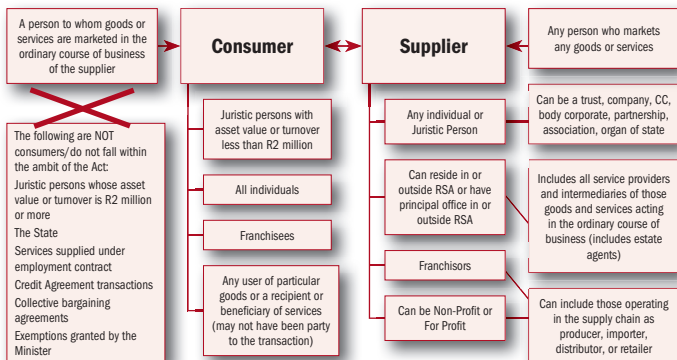 A person to whom goods or
services are marketed in the
ordinary course of business
of the supplier
Consumer
Supplier
Any person who markets
any goods or services
The following are NOT
consumers/do not fall within
the ambit of the Act:
Juristic persons whose asset
value or turnover is R2 million
or more
The State
Services supplied under
employment contract
Credit Agreement transactions
Collective bargaining
agreements
Exemptions granted by the
Minister
Juristic persons with
asset value or turnover
less than R2 million
All individuals
Franchisees
Any user of particular
goods or a recipient or
beneficiary of services
(may not have been party
to the transaction)
Any individual or
Juristic Person
Can reside in or
outside RSA or have
principal office in or
outside RSA
Franchisors
Can be Non-Profit or
For Profit
Can be a trust, company, CC,
body corporate, partnership,
association, organ of state
Includes all service providers
and intermediaries of those
goods and services acting
in the ordinary course of
business (includes estate
agents)
Can include those operating
in the supply chain as
producer, importer,
distributor, or retailer